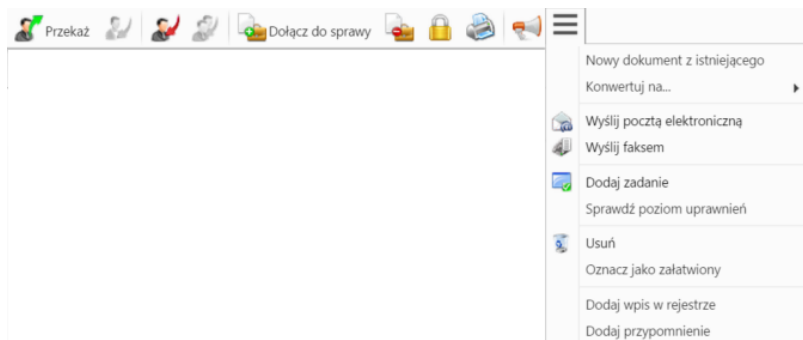 Przekaż
Dołącz do sprawy
Nowy dokument z istniejącego
Konwertuj na...
Wyślij pocztą elektroniczną
Wyślij faksem
Dodaj zadanie
Sprawdź poziom uprawnień
Usuń
Oznacz jako załatwiony
Dodaj wpis w rejestrze
Dodaj przypomnienie